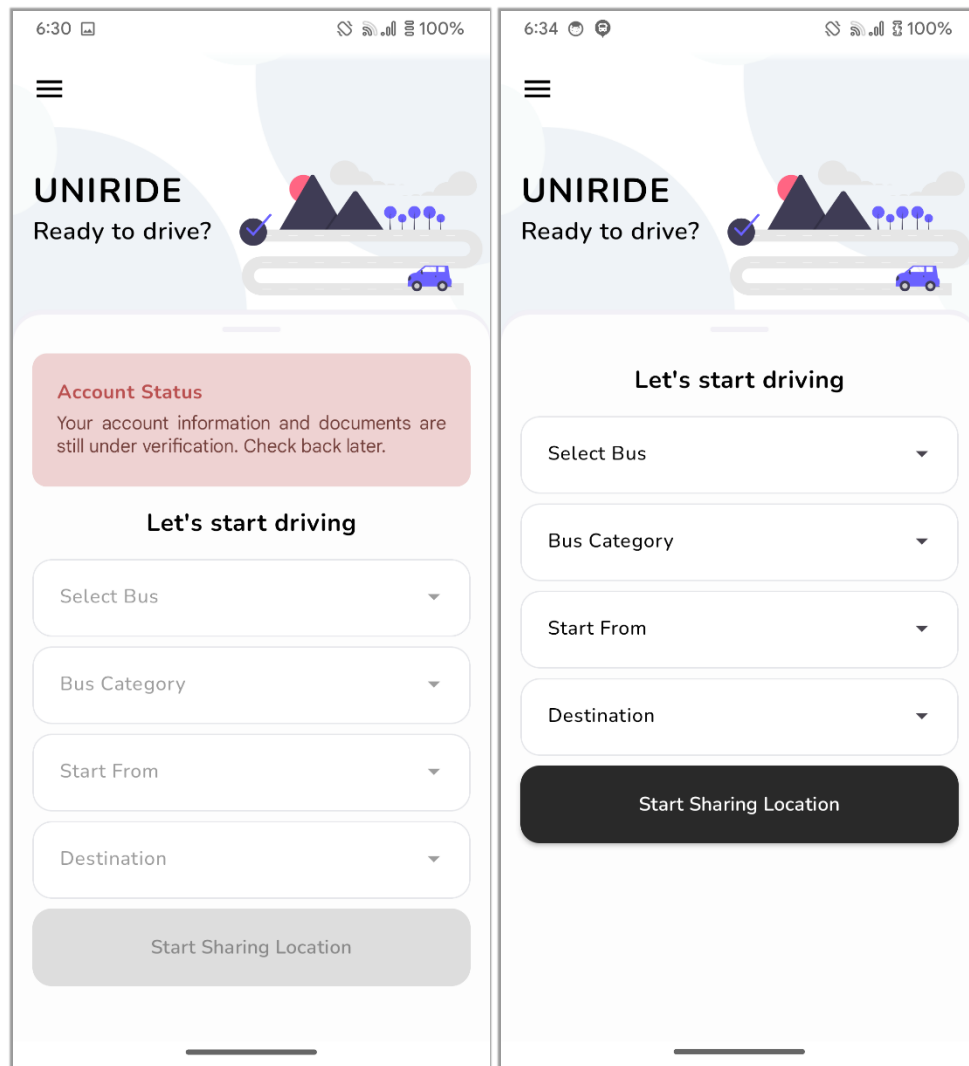 6:30 100%
UNIRIDE
Ready to drive?
Account Status
Your account information and documents are
still under verification. Check back later.
Let's start driving
Select Bus
Bus Category
Start From
Destination
Start Sharing Location
6:34 100%
UNIRIDE
Ready to drive?
Let's start driving
Select Bus
Bus Category
Start From
Destination
Start Sharing Location